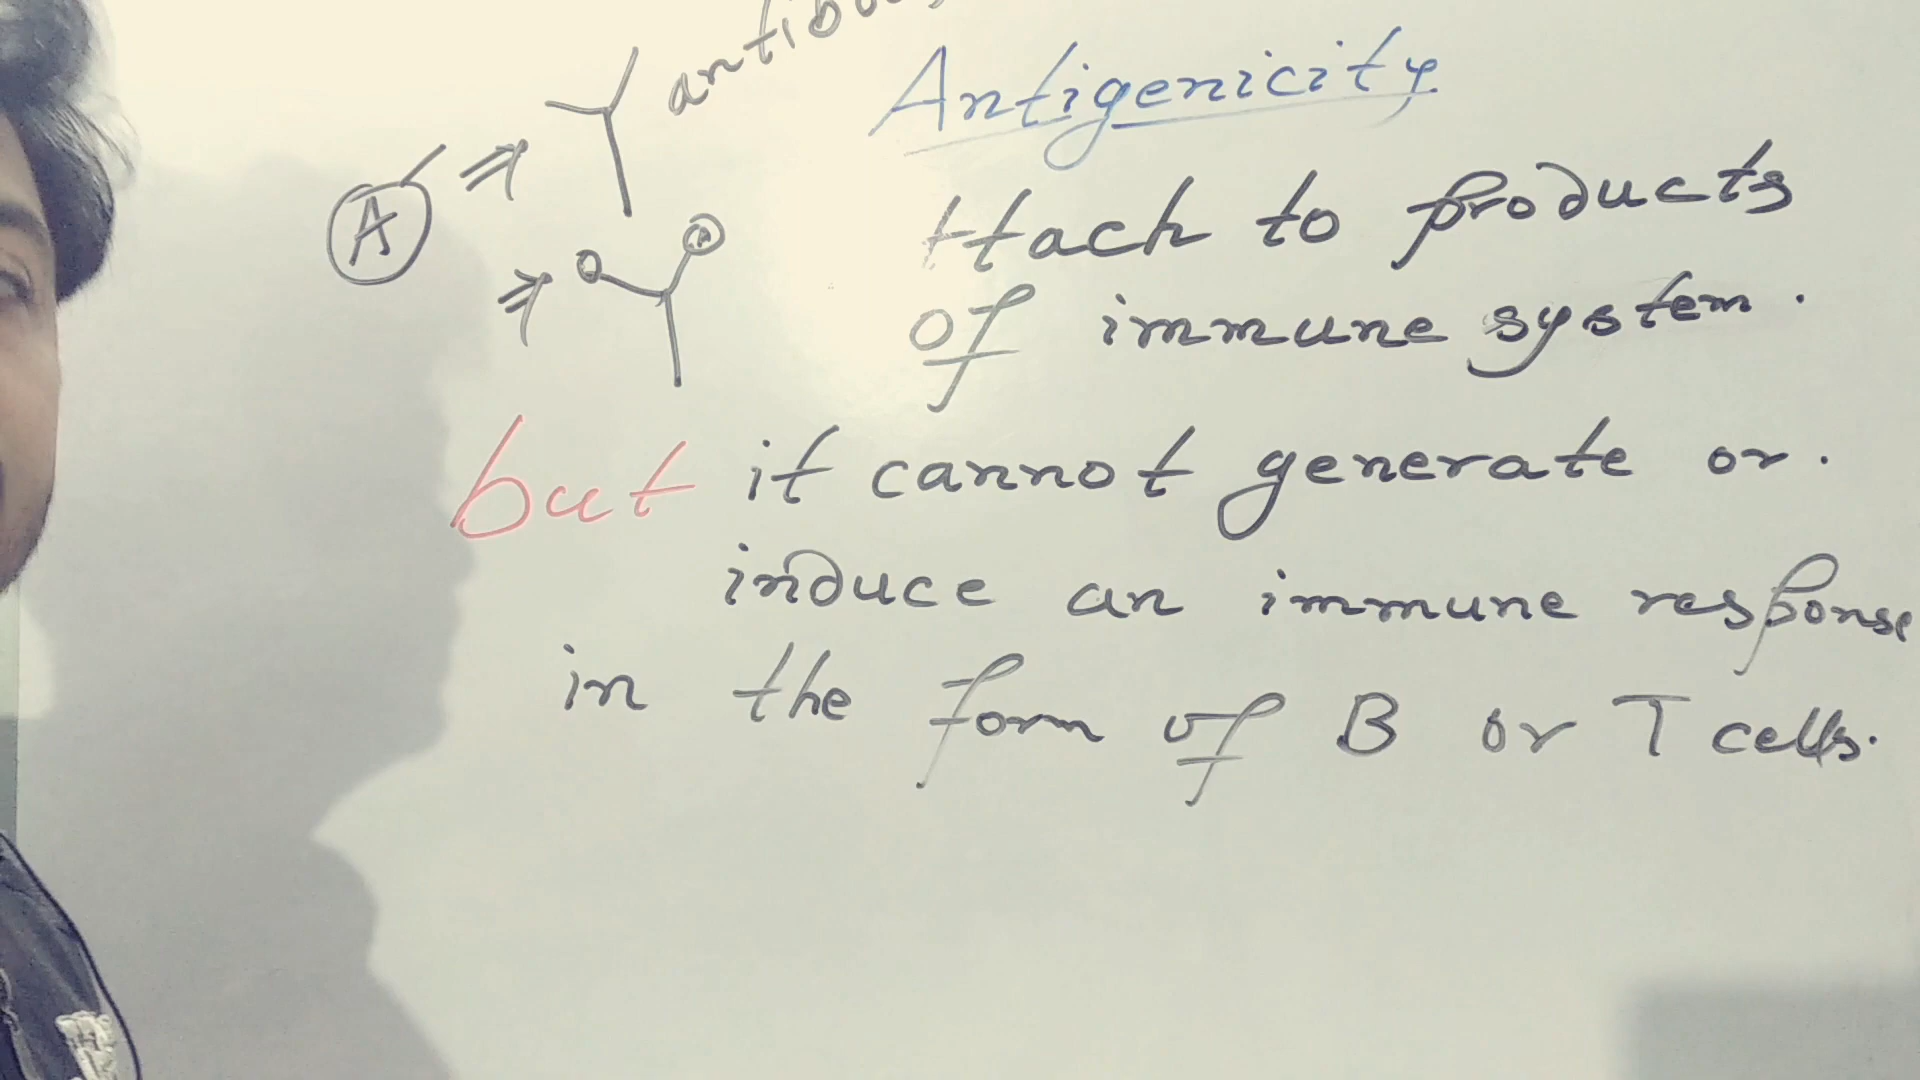 Antigenicity
A
ttach to products
of immune system.
but it cannot generate or.
induce an immune response
in the form of B or T cells.